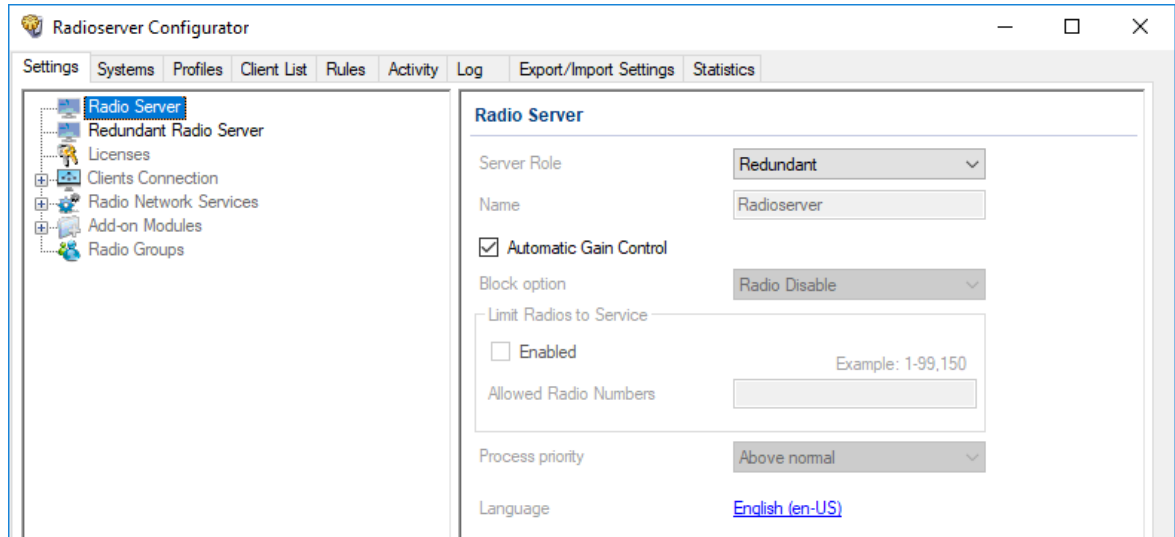 Radioserver Configurator
Settings Systems Profiles Client List Rules Activity Log Export/Import Settings Statistics
Radio Server
Redundant Radio Server
Licenses
Clients Connection
Radio Network Services
Add-on Modules
Radio Groups
Radio Server
Server Role Redundant
Name Radioserver
Automatic Gain Control
Block option Radio Disable
Limit Radios to Service
Enabled
Example: 1-99,150
Allowed Radio Numbers
Process priority Above normal
Language English (en-US)